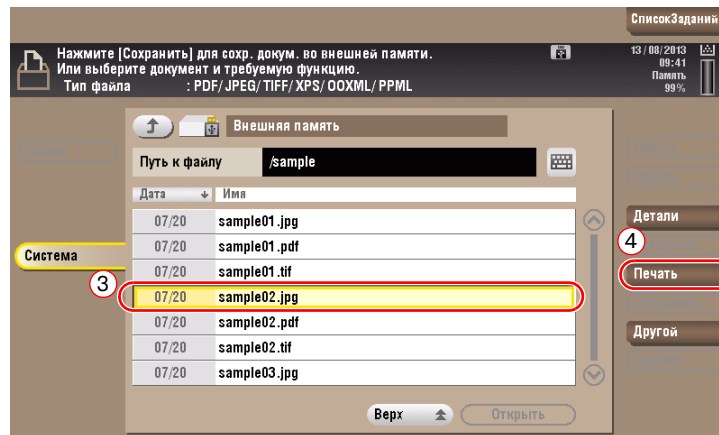 СписокЗаданий
Нажмите [Сохранить] для сохр. докум. во внешней памяти.
Или выберите документ и требуемую функцию.
Тип файла : PDF/JPEG/TIFF/XPS/OOXML/PPML
13/08/2013
09:41
Память
99%
Внешняя память
Путь к файлу /sample
Дата Имя
07/20 sample01.jpg
07/20 sample01.pdf
07/20 sample01.tif
07/20 sample02.jpg
07/20 sample02.pdf
07/20 sample02.tif
07/20 sample03.jpg
Верх Открыть
Система
3
Детали
4
Печать
Другой